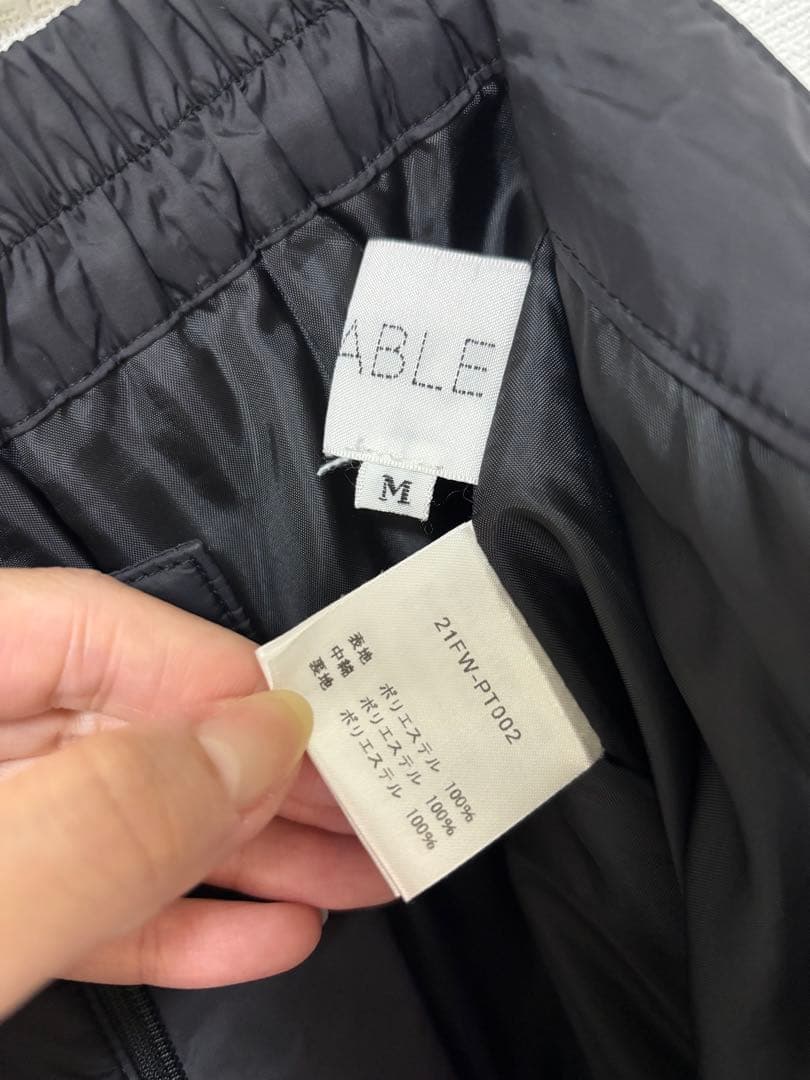 ABLE
M
21FW-PT002
表地 ポリエステル 100%
中綿 ポリエステル 100%
裏地 ポリエステル 100%